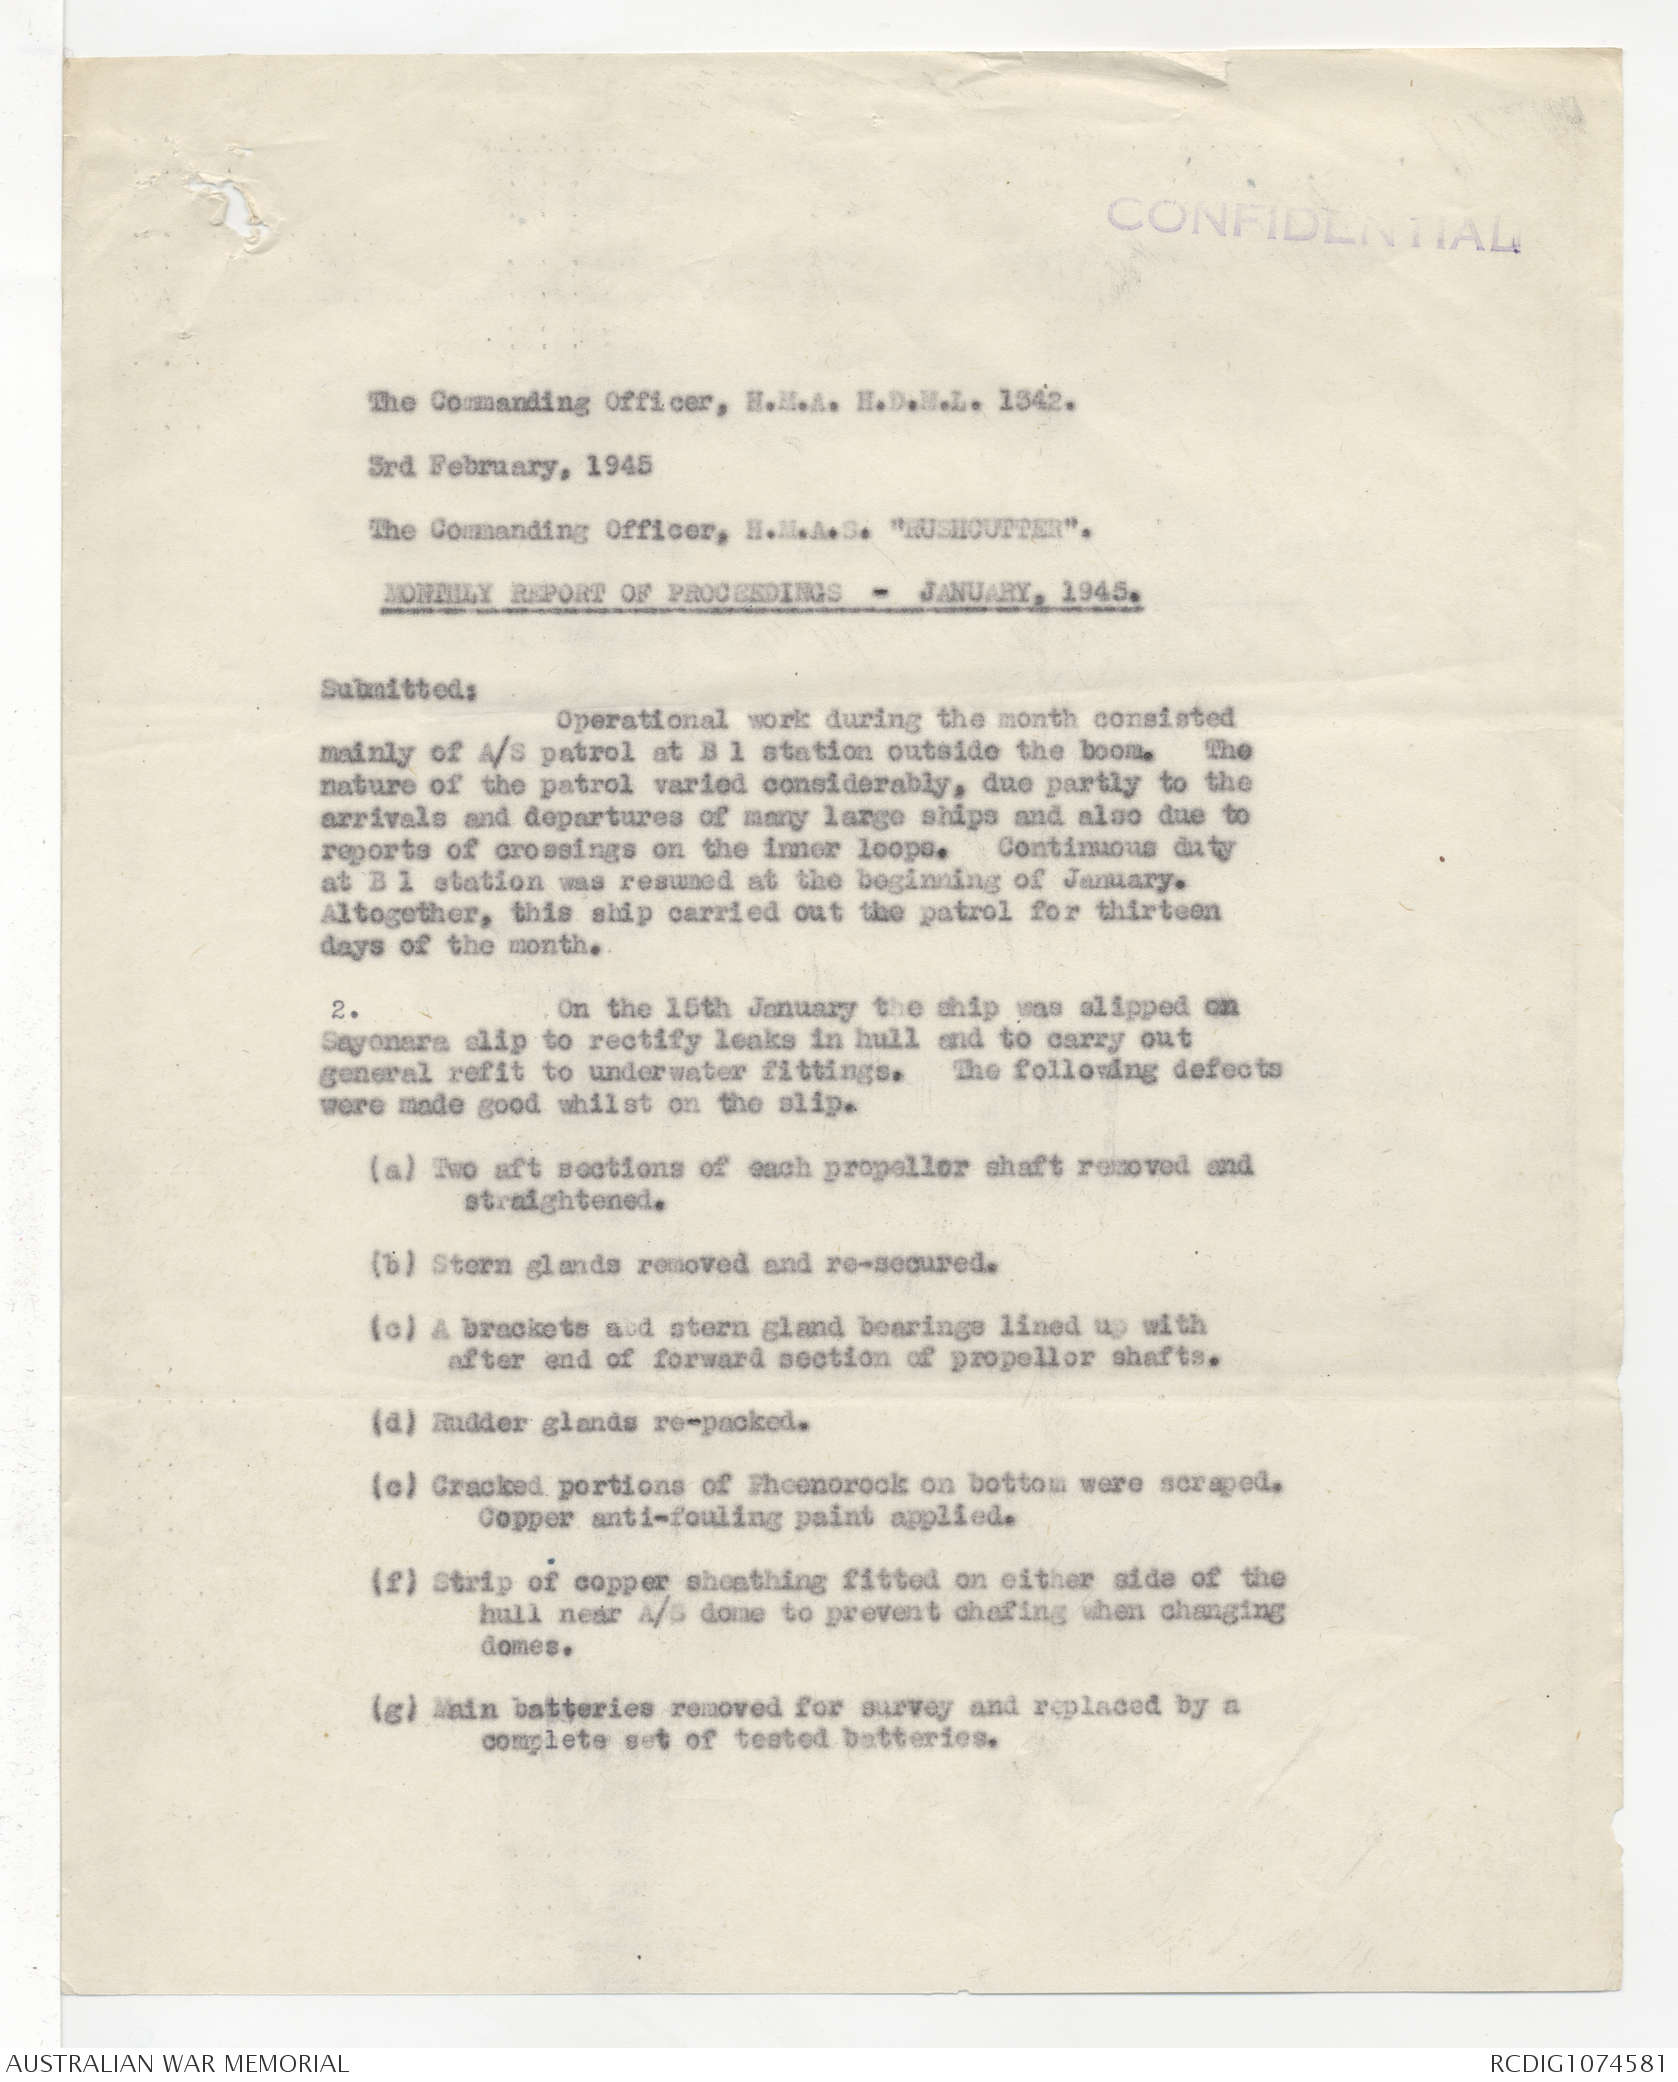 CONFIDENTIAL
The Commanding Officer, H.M.A. H.D.M.L. 1342.
3rd February, 1945
The Commanding Officer, H.M.A.S. "RUSHCUTTER".
MONTHLY REPORT OF PROCEEDINGS - JANUARY, 1945.
Submitted:
Operational work during the month consisted
mainly of A/S patrol at B 1 station outside the boom. The
nature of the patrol varied considerably, due partly to the
arrivals and departures of many large ships and also due to
reports of crossings on the inner loops. Continuous duty
at B 1 station was resumed at the beginning of January.
Altogether, this ship carried out the patrol for thirteen
days of the month.
2. On the 15th January the ship was slipped on
Sayonara slip to rectify leaks in hull and to carry out
general refit to underwater fittings. The following defects
were made good whilst on the slip.
(a) Two aft sections of each propellor shaft removed and
straightened.
(b) Stern glands removed and re-secured.
(c) A brackets and stern gland bearings lined up with
after end of forward section of propellor shafts.
(d) Rudder glands re-packed.
(e) Cracked portions of Pheenorock on bottom were scraped.
Copper anti-fouling paint applied.
(f) Strip of copper sheathing fitted on either side of the
hull near A/S dome to prevent chafing when changing
domes.
(g) Main batteries removed for survey and replaced by a
complete set of tested batteries.
AUSTRALIAN WAR MEMORIAL
RCDIG1074581